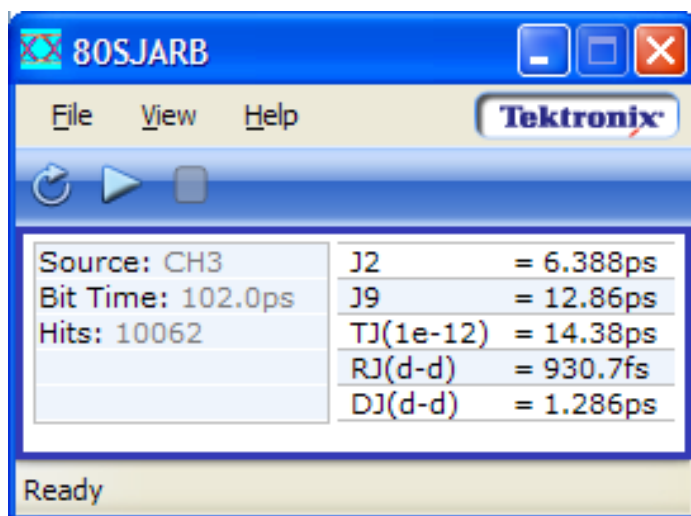 80SJARB
File View Help Tektronix
Source: CH3
Bit Time: 102.0ps
Hits: 10062
J2 = 6.388ps
J9 = 12.86ps
TJ(1e-12) = 14.38ps
RJ(d-d) = 930.7fs
DJ(d-d) = 1.286ps
Ready